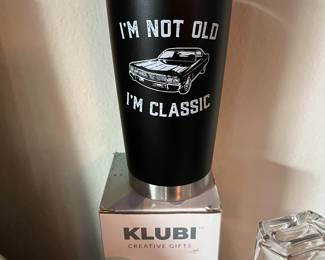 I'M NOT OLD
I'M CLASSIC
KLUBI
CREATIVE GIFTS